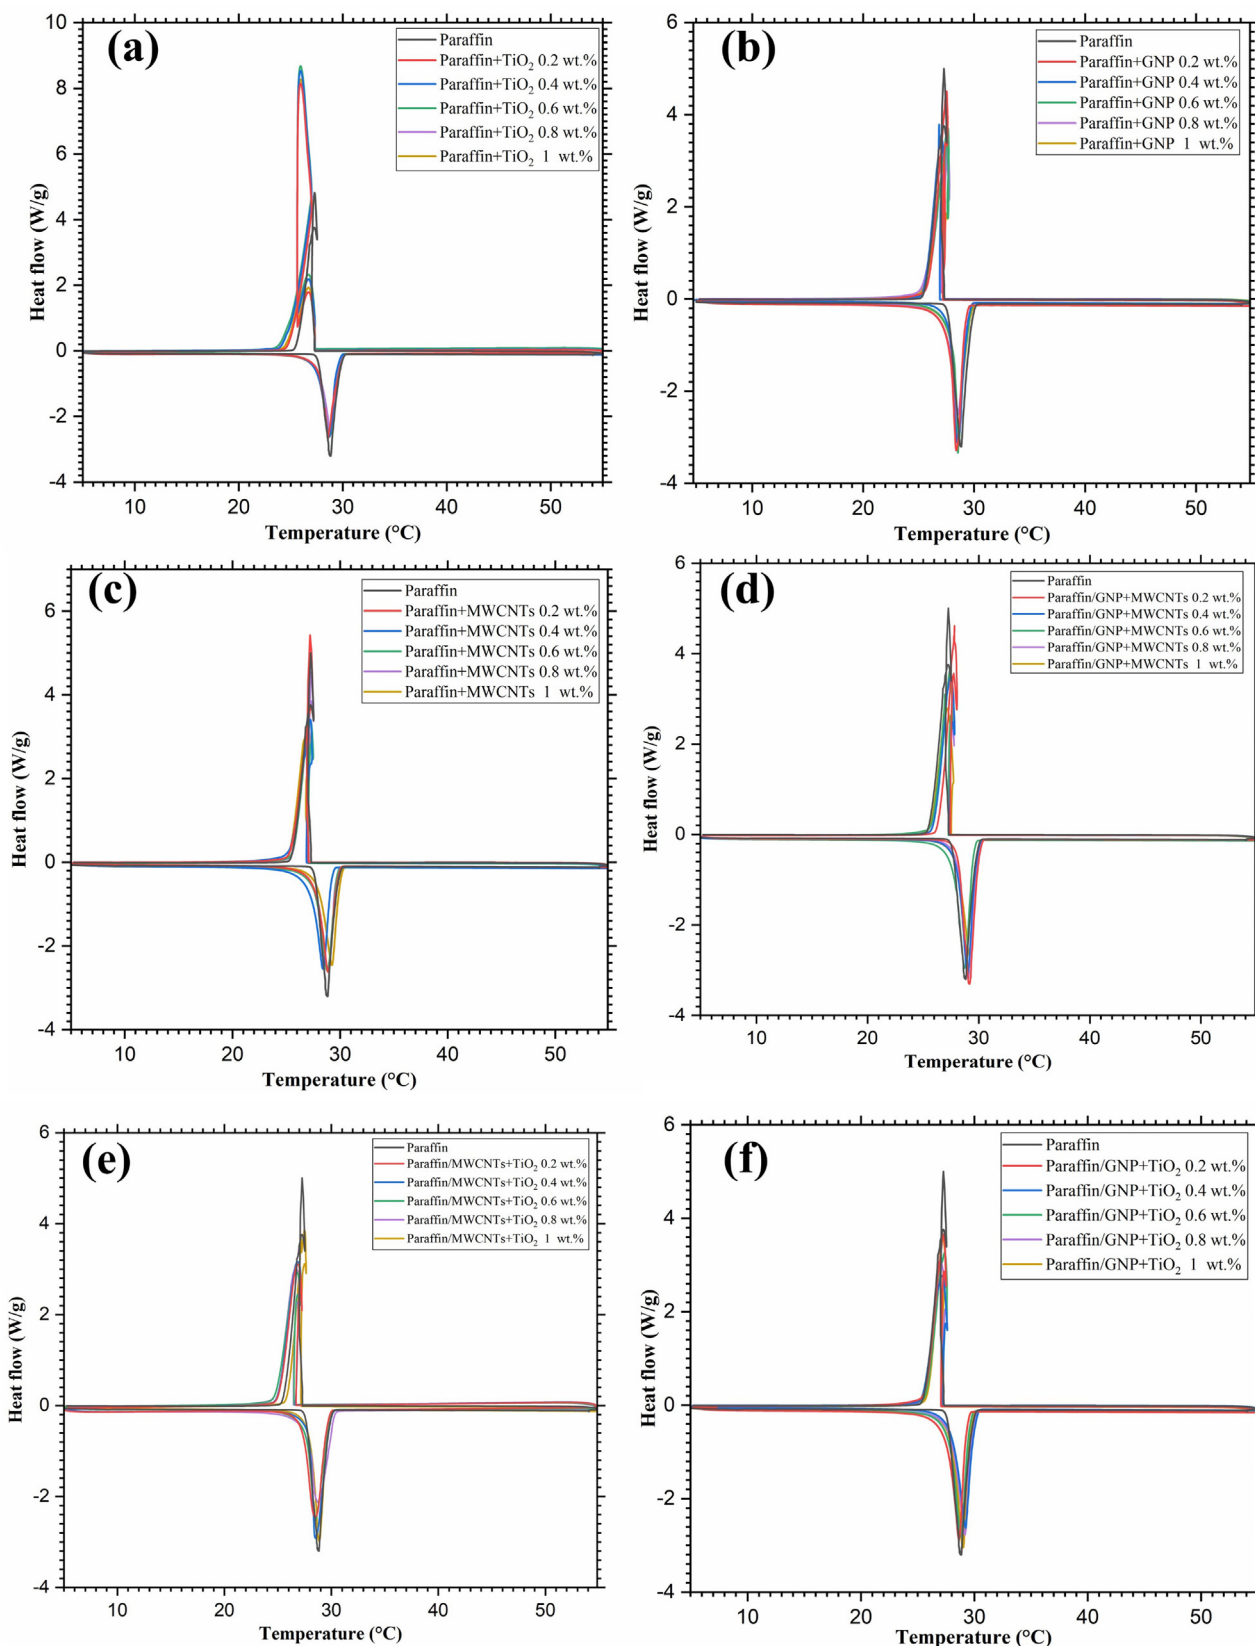 (a)
Paraffin
Paraffin+TiO₂ 0.2 wt.%
Paraffin+TiO₂ 0.4 wt.%
Paraffin+TiO₂ 0.6 wt.%
Paraffin+TiO₂ 0.8 wt.%
Paraffin+TiO₂ 1 wt.%
Heat flow (W/g)
10
8
6
4
2
0
-2
-4
10
20
30
40
50
Temperature (°C)
(b)
Paraffin
Paraffin+GNP 0.2 wt.%
Paraffin+GNP 0.4 wt.%
Paraffin+GNP 0.6 wt.%
Paraffin+GNP 0.8 wt.%
Paraffin+GNP 1 wt.%
Heat flow (W/g)
6
4
2
0
-2
-4
10
20
30
40
50
Temperature (°C)
(c)
Paraffin
Paraffin+MWCNTs 0.2 wt.%
Paraffin+MWCNTs 0.4 wt.%
Paraffin+MWCNTs 0.6 wt.%
Paraffin+MWCNTs 0.8 wt.%
Paraffin+MWCNTs 1 wt.%
Heat flow (W/g)
6
4
2
0
-2
-4
10
20
30
40
50
Temperature (°C)
(d)
Paraffin
Paraffin/GNP+MWCNTs 0.2 wt.%
Paraffin/GNP+MWCNTs 0.4 wt.%
Paraffin/GNP+MWCNTs 0.6 wt.%
Paraffin/GNP+MWCNTs 0.8 wt.%
Paraffin/GNP+MWCNTs 1 wt.%
Heat flow (W/g)
6
4
2
0
-2
-4
10
20
30
40
50
Temperature (°C)
(e)
Paraffin
Paraffin/MWCNTs+TiO₂ 0.2 wt.%
Paraffin/MWCNTs+TiO₂ 0.4 wt.%
Paraffin/MWCNTs+TiO₂ 0.6 wt.%
Paraffin/MWCNTs+TiO₂ 0.8 wt.%
Paraffin/MWCNTs+TiO₂ 1 wt.%
Heat flow (W/g)
6
4
2
0
-2
-4
10
20
30
40
50
Temperature (°C)
(f)
Paraffin
Paraffin/GNP+TiO₂ 0.2 wt.%
Paraffin/GNP+TiO₂ 0.4 wt.%
Paraffin/GNP+TiO₂ 0.6 wt.%
Paraffin/GNP+TiO₂ 0.8 wt.%
Paraffin/GNP+TiO₂ 1 wt.%
Heat flow (W/g)
6
4
2
0
-2
-4
10
20
30
40
50
Temperature (°C)